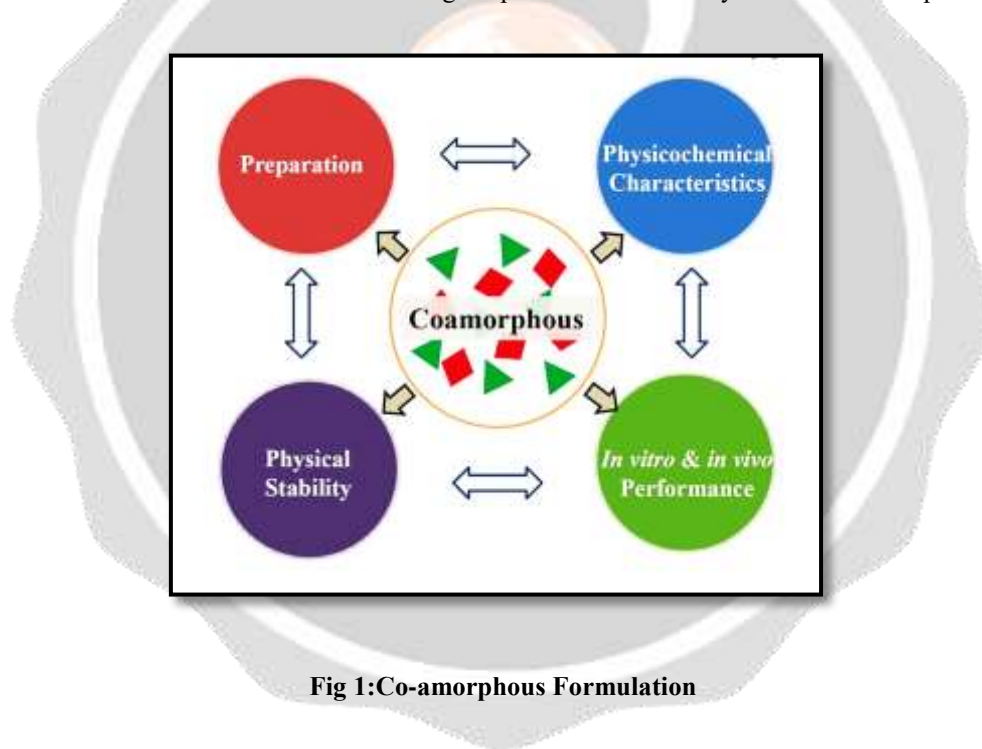 Preparation
Physicochemical
Characteristics
Coamorphous
Physical
Stability
In vitro & in vivo
Performance
Fig 1:Co-amorphous Formulation